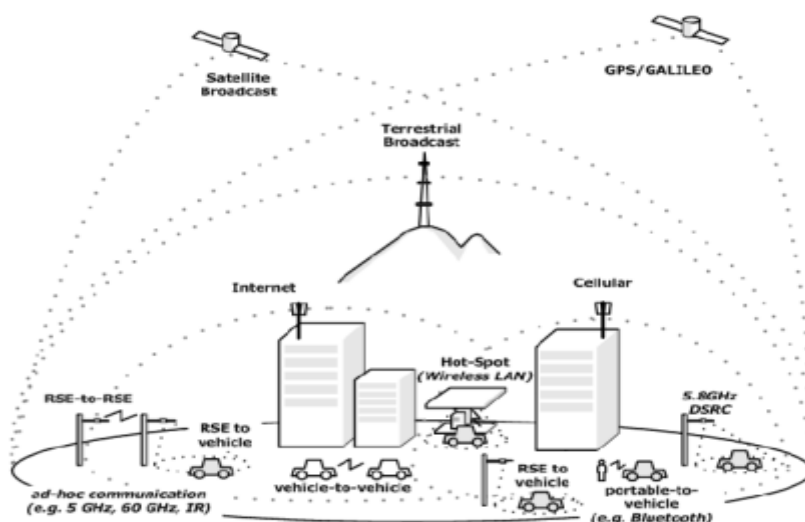 Satellite
Broadcast
GPS/GALILEO
Terrestrial
Broadcast
Internet
Cellular
Hot-Spot
(Wireless LAN)
RSE-to-RSE
RSE to
vehicle
5.8GHz
DSRC
vehicle-to-vehicle
RSE to
vehicle
ad-hoc communication
(e.g. 5 GHz, 60 GHz, IR)
portable-to-
vehicle
(e.g. Bluetooth)